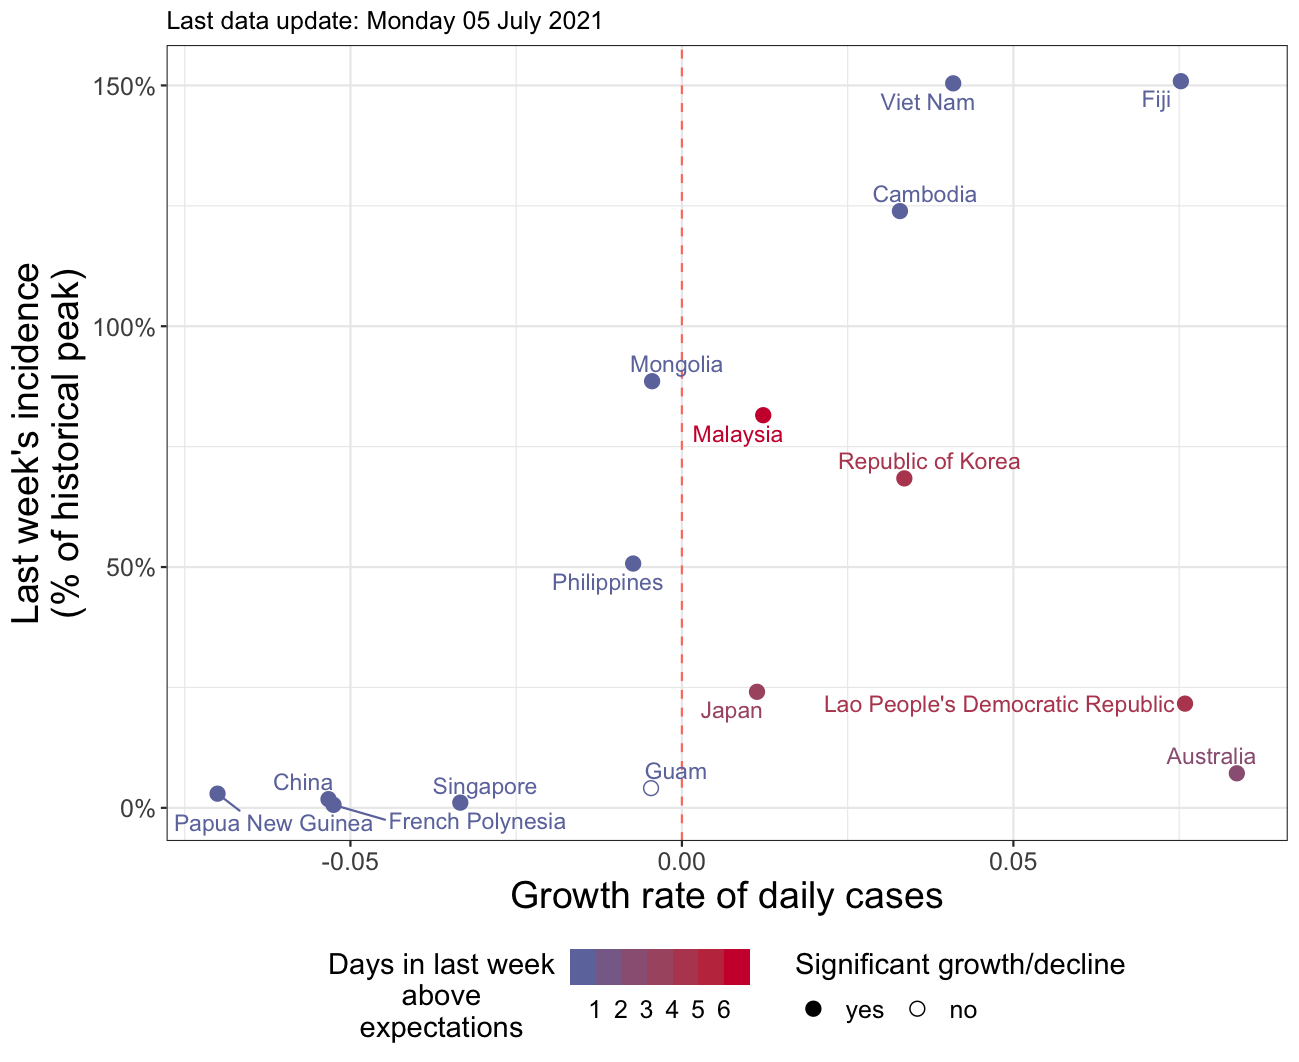 Last data update: Monday 05 July 2021
150%
Viet Nam
Fiji
Cambodia
Last week's incidence
(% of historical peak)
100%
Mongolia
Malaysia
Republic of Korea
50%
Philippines
Japan
Lao People's Democratic Republic
Australia
Guam
China
Singapore
0%
Papua New Guinea
French Polynesia
-0.05
0.00
0.05
Growth rate of daily cases
Days in last week
above
expectations
1 2 3 4 5 6
Significant growth/decline
yes
no